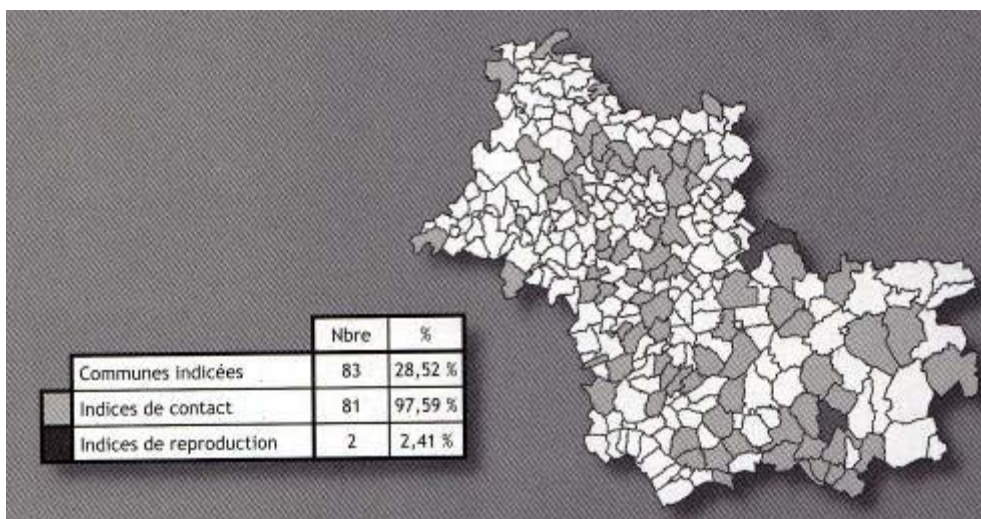 Nbre %
Communes indicées 83 28,52 %
Indices de contact 81 97,59 %
Indices de reproduction 2 2,41 %